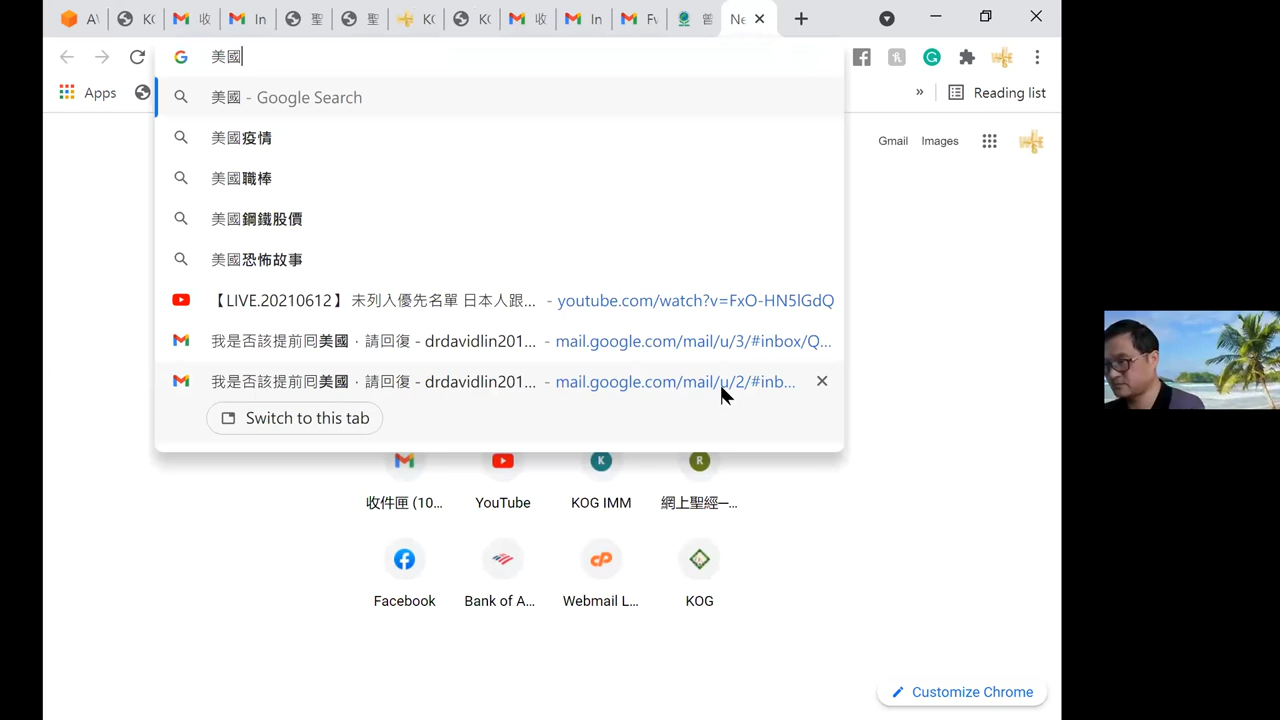 KC
收
In
聖
聖
KC
KC
收
In
Fv
普
Ne
美國
Apps
»
Reading list
美國 - Google Search
美國疫情
美國職棒
美國鋼鐵股價
美國恐怖故事
【LIVE.20210612】 未列入優先名單 日本人跟... - youtube.com/watch?v=FxO-HN5lGdQ
我是否該提前囘美國﹐請回復 - drdavidlin201... - mail.google.com/mail/u/3/#inbox/Q...
我是否該提前囘美國﹐請回復 - drdavidlin201... - mail.google.com/mail/u/2/#inb...
Switch to this tab
Gmail Images
收件匣 (10... YouTube KOG IMM 網上聖經─...
Facebook Bank of A... Webmail L... KOG
Customize Chrome